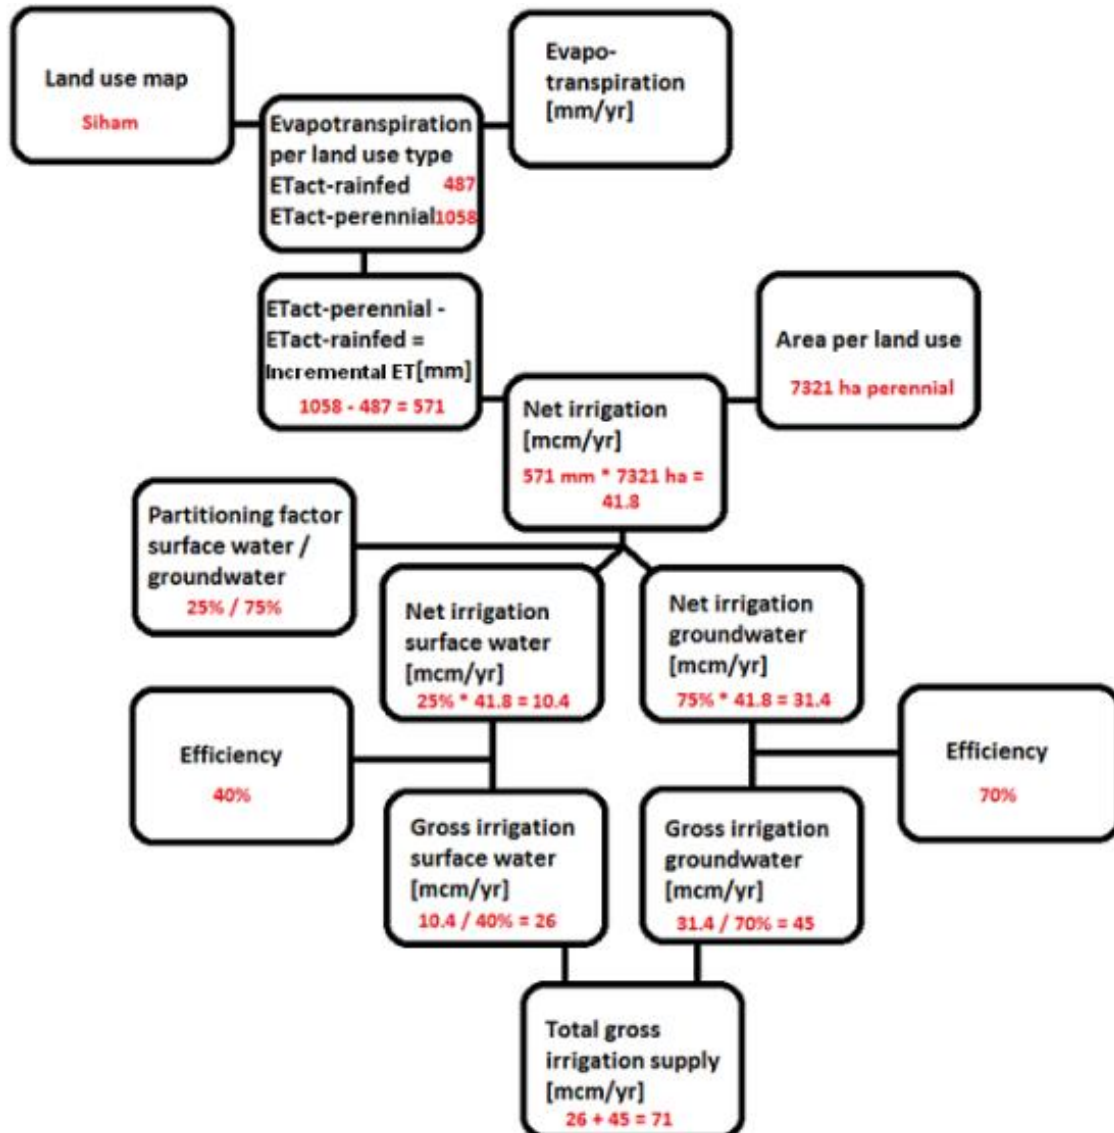 Land use map
Siham
Evapo-
transpiration
[mm/yr]
Evapotranspiration
per land use type
ETact-rainfed 487
ETact-perennial 1058
ETact-perennial -
ETact-rainfed =
Incremental ET[mm]
1058 - 487 = 571
Area per land use
7321 ha perennial
Net irrigation
[mcm/yr]
571 mm * 7321 ha =
41.8
Partitioning factor
surface water /
groundwater
25% / 75%
Net irrigation
surface water
[mcm/yr]
25% * 41.8 = 10.4
Net irrigation
groundwater
[mcm/yr]
75% * 41.8 = 31.4
Efficiency
40%
Efficiency
70%
Gross irrigation
surface water
[mcm/yr]
10.4 / 40% = 26
Gross irrigation
groundwater
[mcm/yr]
31.4 / 70% = 45
Total gross
irrigation supply
[mcm/yr]
26 + 45 = 71